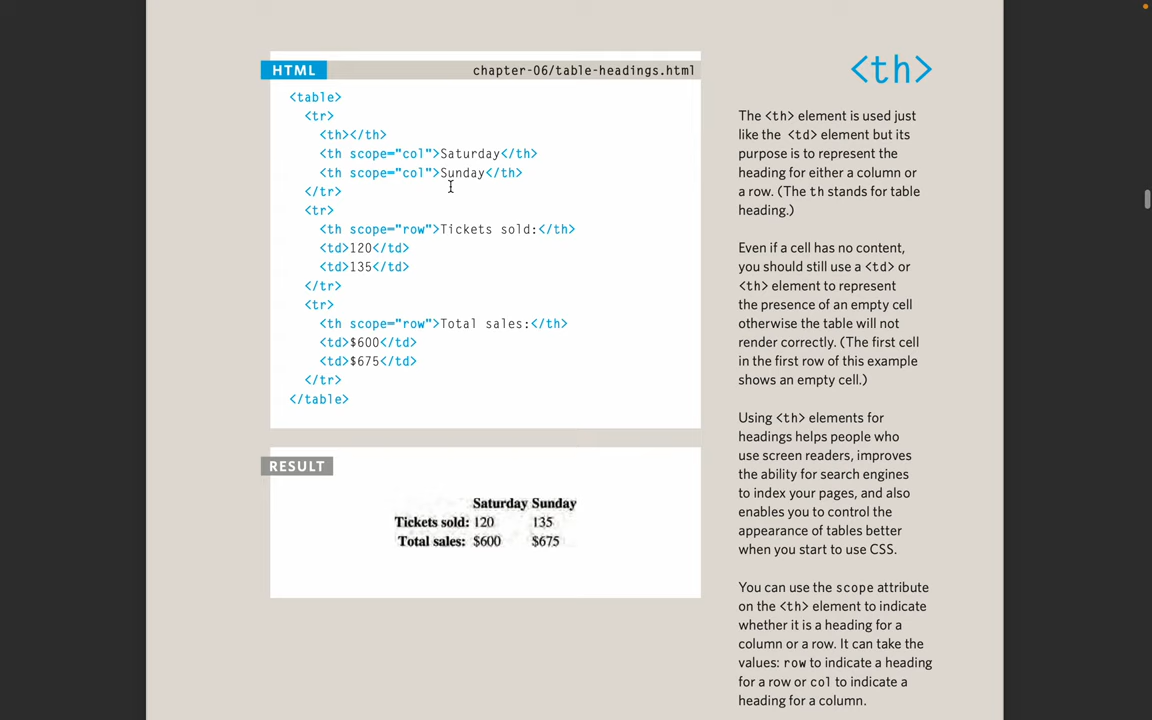 HTML
chapter-06/table-headings.html
<table>
<tr>
<th></th>
<th scope="col">Saturday</th>
<th scope="col">Sunday</th>
</tr>
<tr>
<th scope="row">Tickets sold:</th>
<td>120</td>
<td>135</td>
</tr>
<tr>
<th scope="row">Total sales:</th>
<td>$600</td>
<td>$675</td>
</tr>
</table>
RESULT
Saturday Sunday
Tickets sold: 120 135
Total sales: $600 $675
<th>
The <th> element is used just
like the <td> element but its
purpose is to represent the
heading for either a column or
a row. (The th stands for table
heading.)
Even if a cell has no content,
you should still use a <td> or
<th> element to represent
the presence of an empty cell
otherwise the table will not
render correctly. (The first cell
in the first row of this example
shows an empty cell.)
Using <th> elements for
headings helps people who
use screen readers, improves
the ability for search engines
to index your pages, and also
enables you to control the
appearance of tables better
when you start to use CSS.
You can use the scope attribute
on the <th> element to indicate
whether it is a heading for a
column or a row. It can take the
values: row to indicate a heading
for a row or col to indicate a
heading for a column.